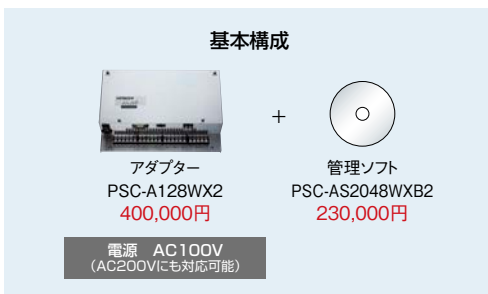 基本構成
+
アダプター
PSC-A128WX2
400,000円
管理ソフト
PSC-AS2048WXB2
230,000円
電源 AC100V
(AC200Vにも対応可能)